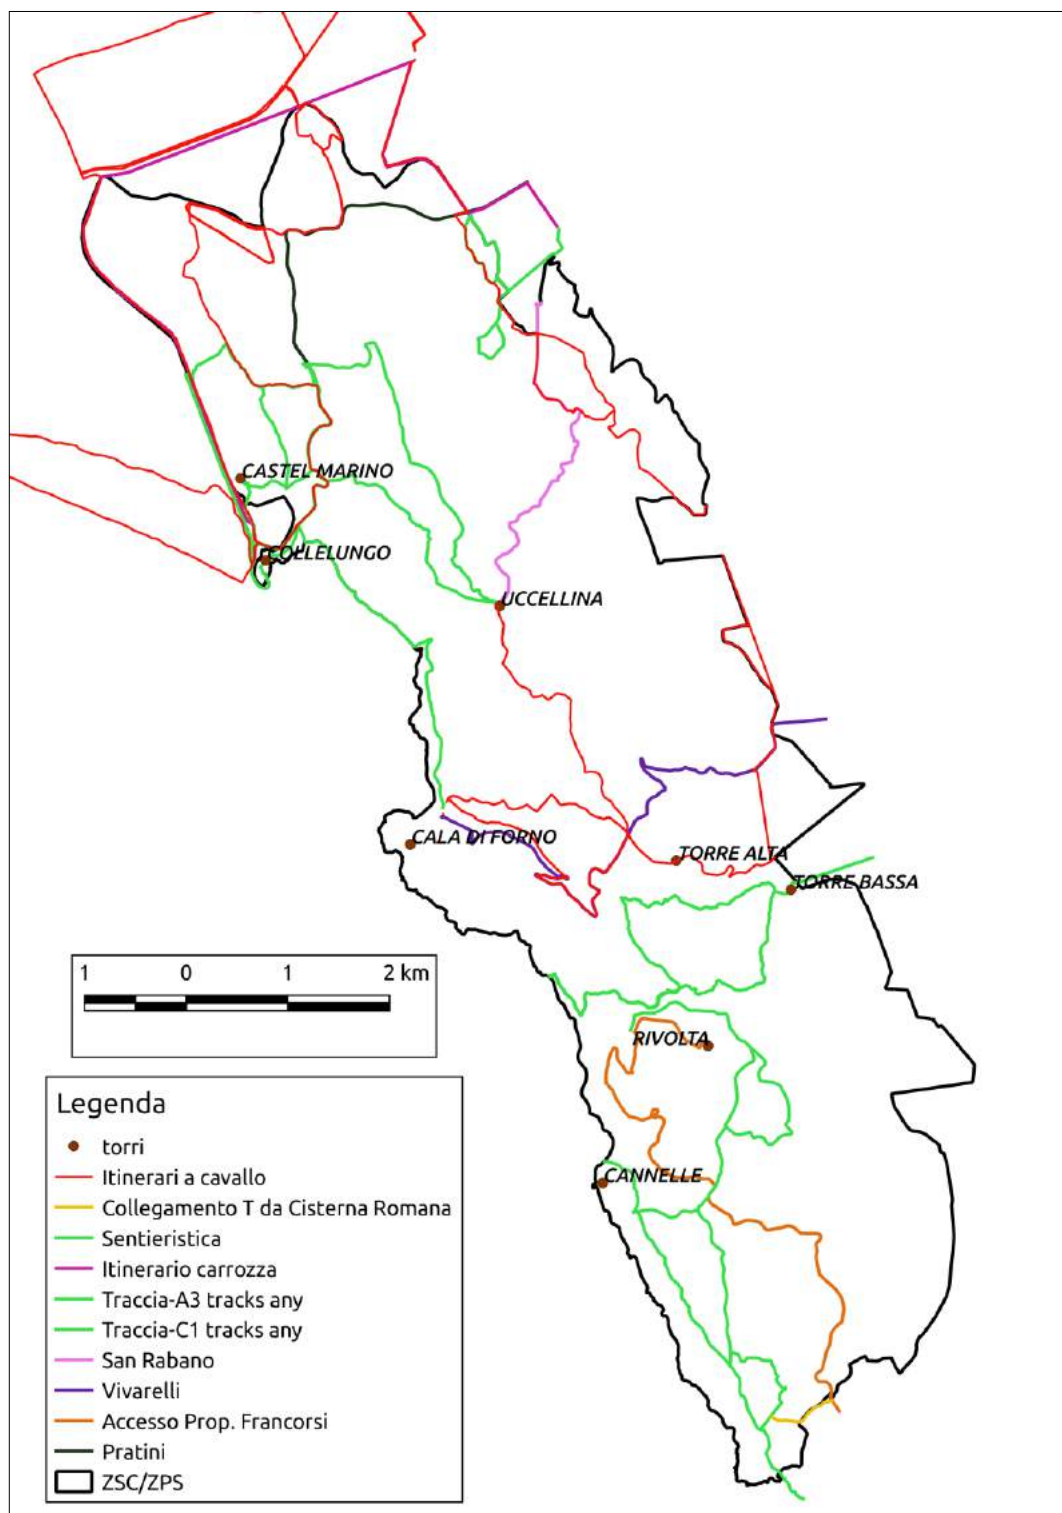 CASTEL MARINO
COLLELUNGO
UCCELLINA
CALA DI FORNO
TORRE ALTA
TORRE BASSA
1 0 1 2 km
RIVOLTA
CANNELLE
Legenda
torri
Itinerari a cavallo
Collegamento T da Cisterna Romana
Sentieristica
Itinerario carrozza
Traccia-A3 tracks any
Traccia-C1 tracks any
San Rabano
Vivarelli
Accesso Prop. Francorsi
Pratini
ZSC/ZPS